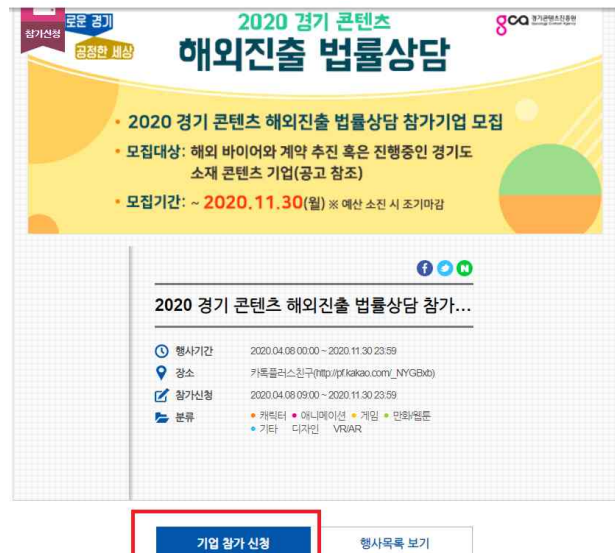 로운 경기
참가신청
공정한 세상
2020 경기 콘텐츠
gca 경기콘텐츠진흥원
해외진출 법률상담
• 2020 경기 콘텐츠 해외진출 법률상담 참가기업 모집
• 모집대상: 해외 바이어와 계약 추진 혹은 진행중인 경기도
소재 콘텐츠 기업(공고 참조)
• 모집기간: ~ 2020.11.30(월) ※ 예산 소진 시 조기마감
2020 경기 콘텐츠 해외진출 법률상담 참가...
행사기간 2020.04.08 00:00 ~ 2020.11.30 23:59
장소 카톡플러스친구(http://pf.kakao.com/_NYGBxb)
참가신청 2020.04.08 09:00 ~ 2020.11.30 23:59
분류 • 캐릭터 • 애니메이션 • 게임 • 만화/웹툰
• 기타 디자인 VR/AR
기업 참가 신청 행사목록 보기